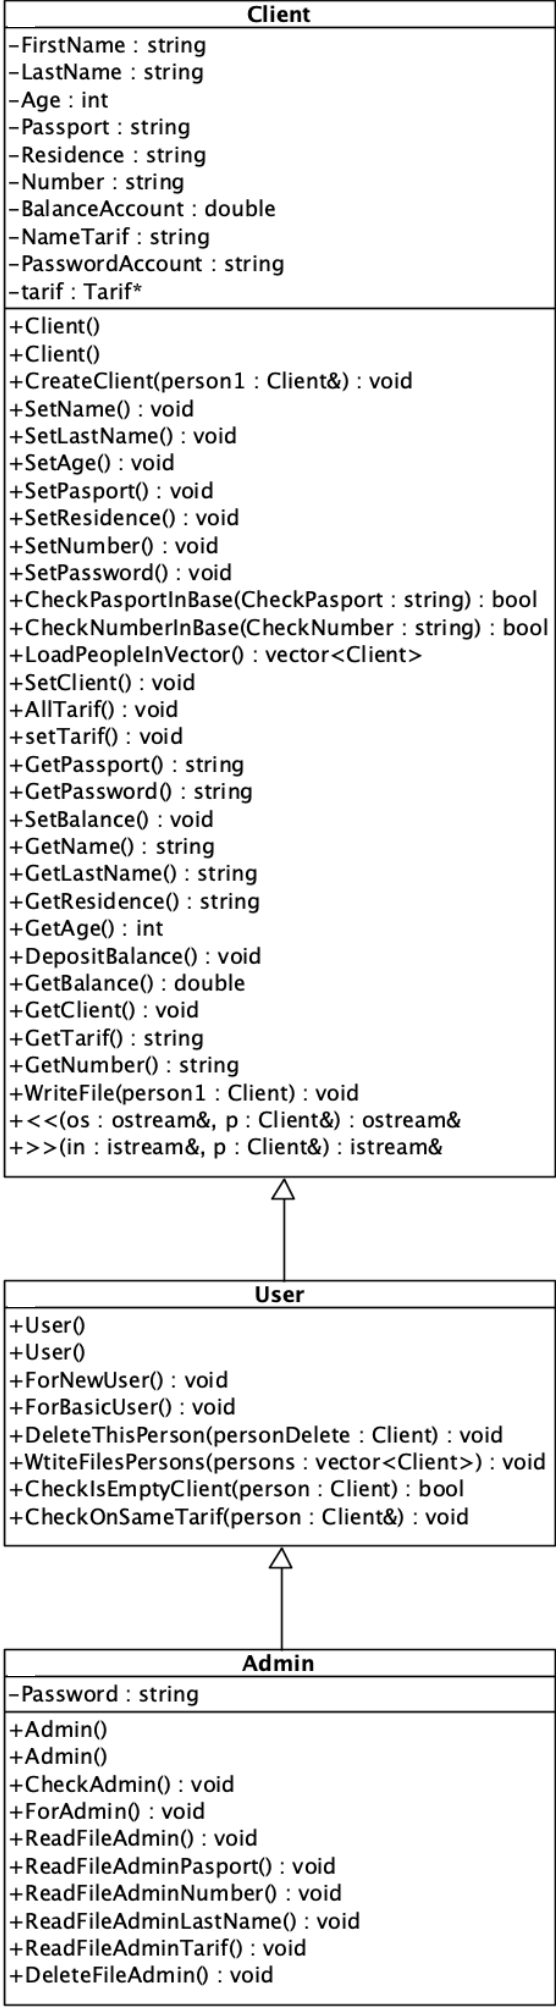 Client
-FirstName : string
-LastName : string
-Age : int
-Passport : string
-Residence : string
-Number : string
-BalanceAccount : double
-NameTarif : string
-PasswordAccount : string
-tarif : Tarif*
+Client()
+Client()
+CreateClient(person1 : Client&) : void
+SetName() : void
+SetLastName() : void
+SetAge() : void
+SetPasport() : void
+SetResidence() : void
+SetNumber() : void
+SetPassword() : void
+CheckPasportInBase(CheckPasport : string) : bool
+CheckNumberInBase(CheckNumber : string) : bool
+LoadPeopleInVector() : vector<Client>
+SetClient() : void
+AllTarif() : void
+setTarif() : void
+GetPassport() : string
+GetPassword() : string
+SetBalance() : void
+GetName() : string
+GetLastName() : string
+GetResidence() : string
+GetAge() : int
+DepositBalance() : void
+GetBalance() : double
+GetClient() : void
+GetTarif() : string
+GetNumber() : string
+WriteFile(person1 : Client) : void
+<<(os : ostream&, p : Client&) : ostream&
+>>(in : istream&, p : Client&) : istream&
User
+User()
+User()
+ForNewUser() : void
+ForBasicUser() : void
+DeleteThisPerson(personDelete : Client) : void
+WtiteFilesPersons(persons : vector<Client>) : void
+CheckIsEmptyClient(person : Client) : bool
+CheckOnSameTarif(person : Client&) : void
Admin
-Password : string
+Admin()
+Admin()
+CheckAdmin() : void
+ForAdmin() : void
+ReadFileAdmin() : void
+ReadFileAdminPasport() : void
+ReadFileAdminNumber() : void
+ReadFileAdminLastName() : void
+ReadFileAdminTarif() : void
+DeleteFileAdmin() : void